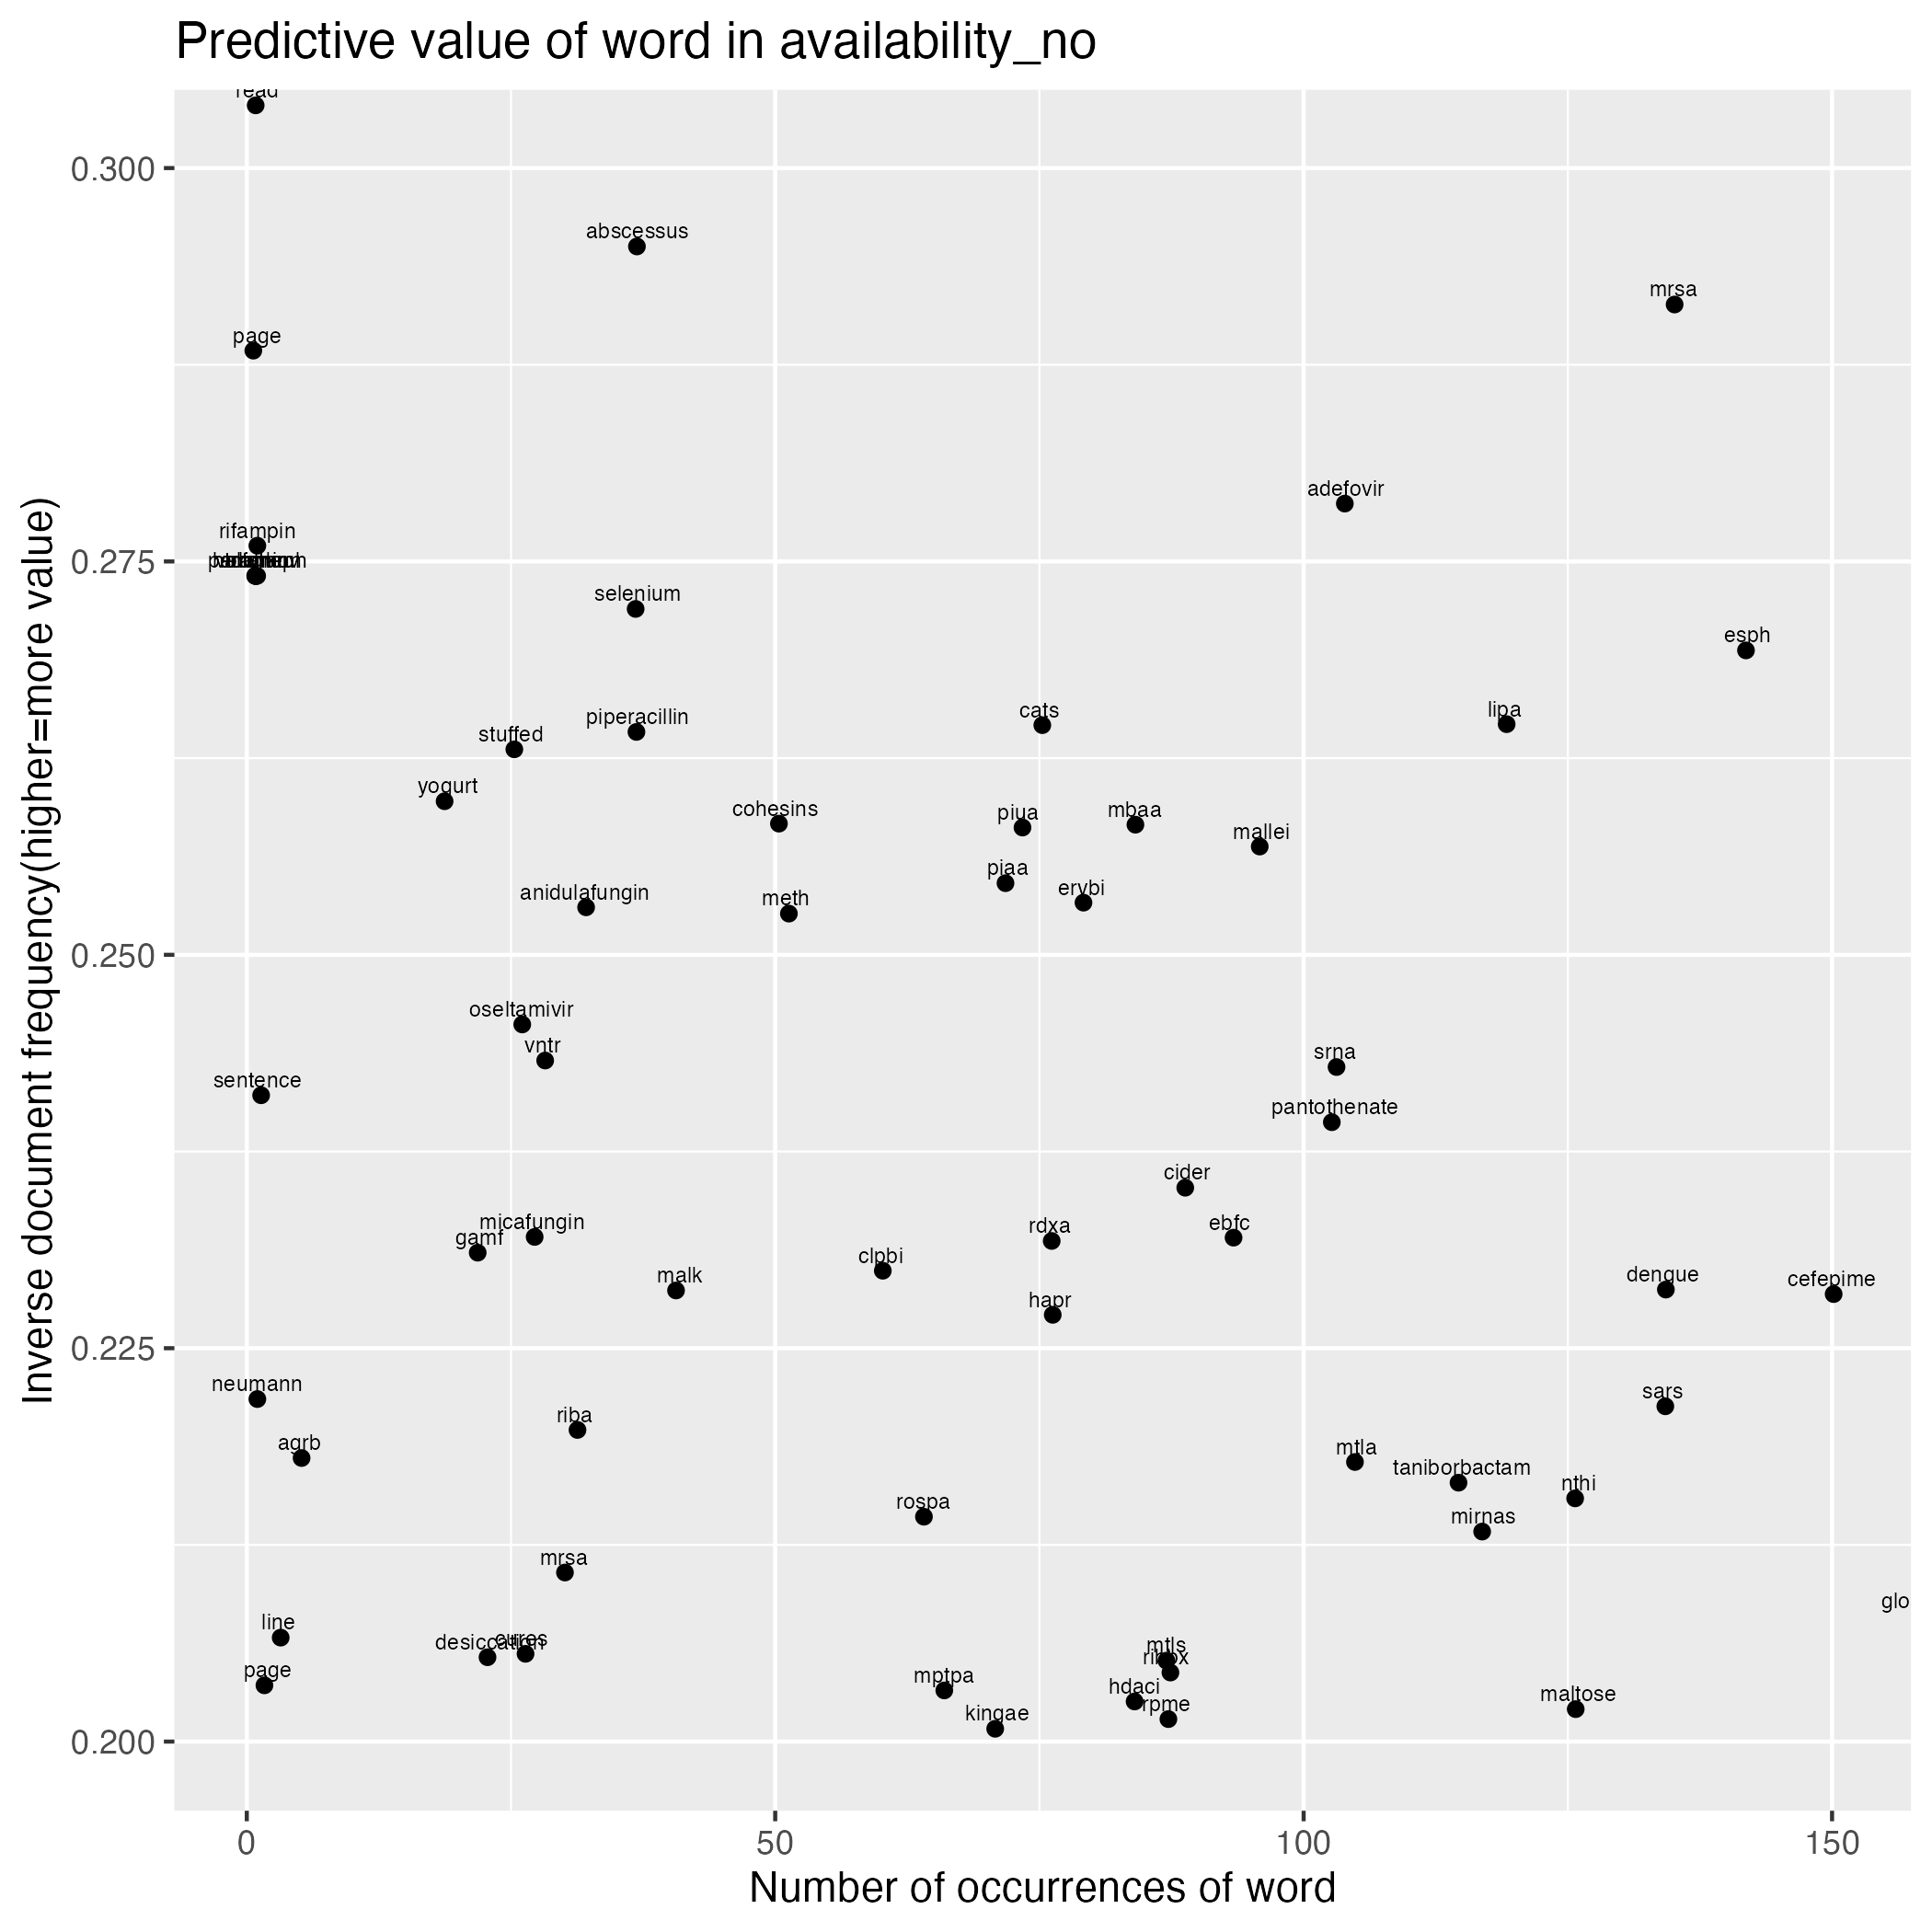 Predictive value of word in availability_no
read
0.300
abscessus
mrsa
page
adefovir
rifampin
0.275
selenium
esph
piperacillin
cats
lipa
stuffed
yogurt
cohesins
piua
mbaa
mallei
piaa
anidulafungin
meth
ervbi
0.250
oseltamivir
vntr
srna
sentence
pantothenate
cider
micafungin
gamf
rdxa
ebfc
clpbi
malk
dengue
cefepime
hapr
0.225
neumann
sars
riba
agrb
mtla
taniborbactam
nthi
rospa
mirnas
mrsa
glo
line
desiccation
cures
mtls
page
mptpa
hdaci
rpme
maltose
kingae
0.200
0
50
100
150
Number of occurrences of word
Inverse document frequency(higher=more value)